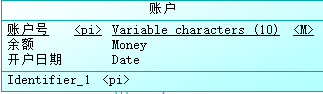 账户
账户号 <pi> Variable characters (10) <M>
余额 Money
开户日期 Date
Identifier_1 <pi>